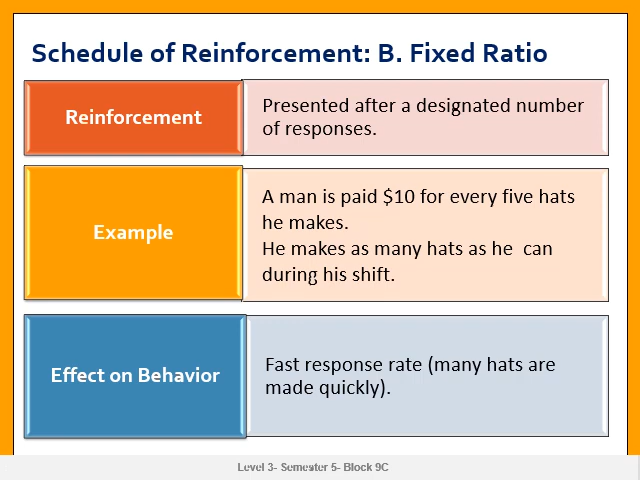 Schedule of Reinforcement: B. Fixed Ratio
Reinforcement
Presented after a designated number
of responses.
Example
A man is paid $10 for every five hats
he makes.
He makes as many hats as he  can
during his shift.
Effect on Behavior
Fast response rate (many hats are
made quickly).
Level 3- Semester 5- Block 9C